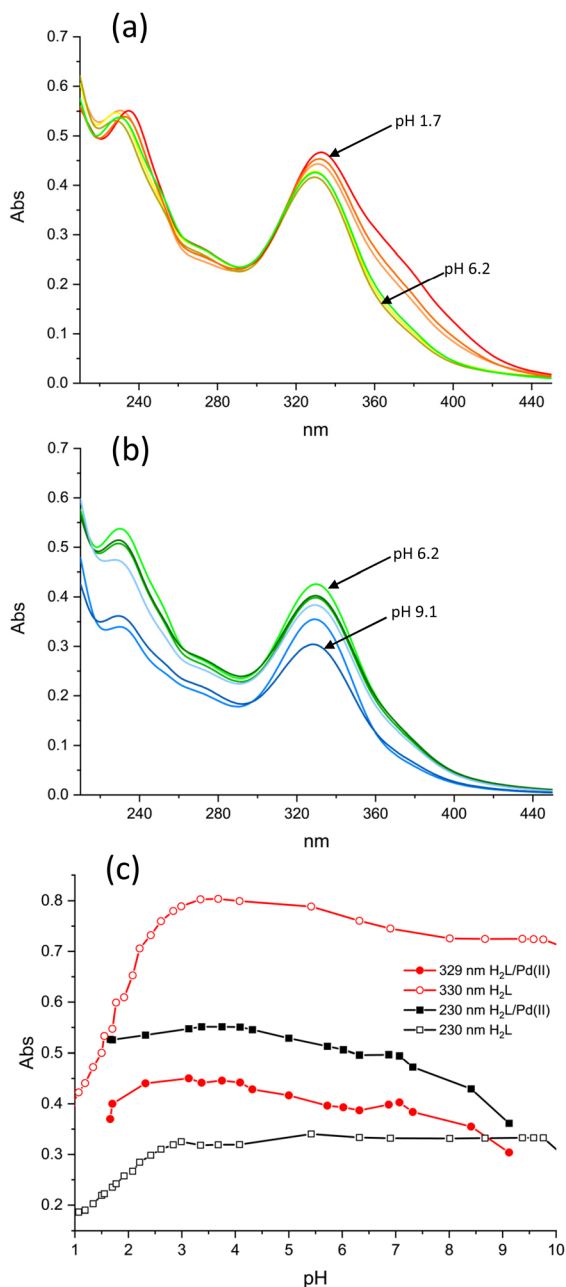 (a)
0.7
0.6
0.5
0.4
0.3
0.2
0.1
0.0
Abs
pH 1.7
pH 6.2
240 280 320 360 400 440
nm
(b)
0.7
0.6
0.5
0.4
0.3
0.2
0.1
0.0
Abs
pH 6.2
pH 9.1
240 280 320 360 400 440
nm
(c)
0.8
0.7
0.6
0.5
0.4
0.3
0.2
Abs
329 nm H₂L/Pd(II)
330 nm H₂L
230 nm H₂L/Pd(II)
230 nm H₂L
1 2 3 4 5 6 7 8 9 10
pH